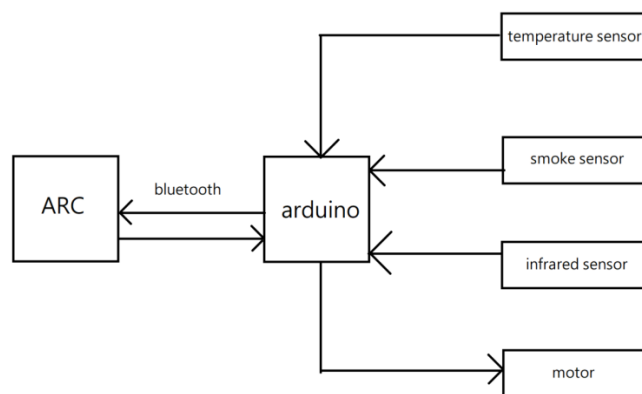 temperature sensor
smoke sensor
ARC
bluetooth
arduino
infrared sensor
motor